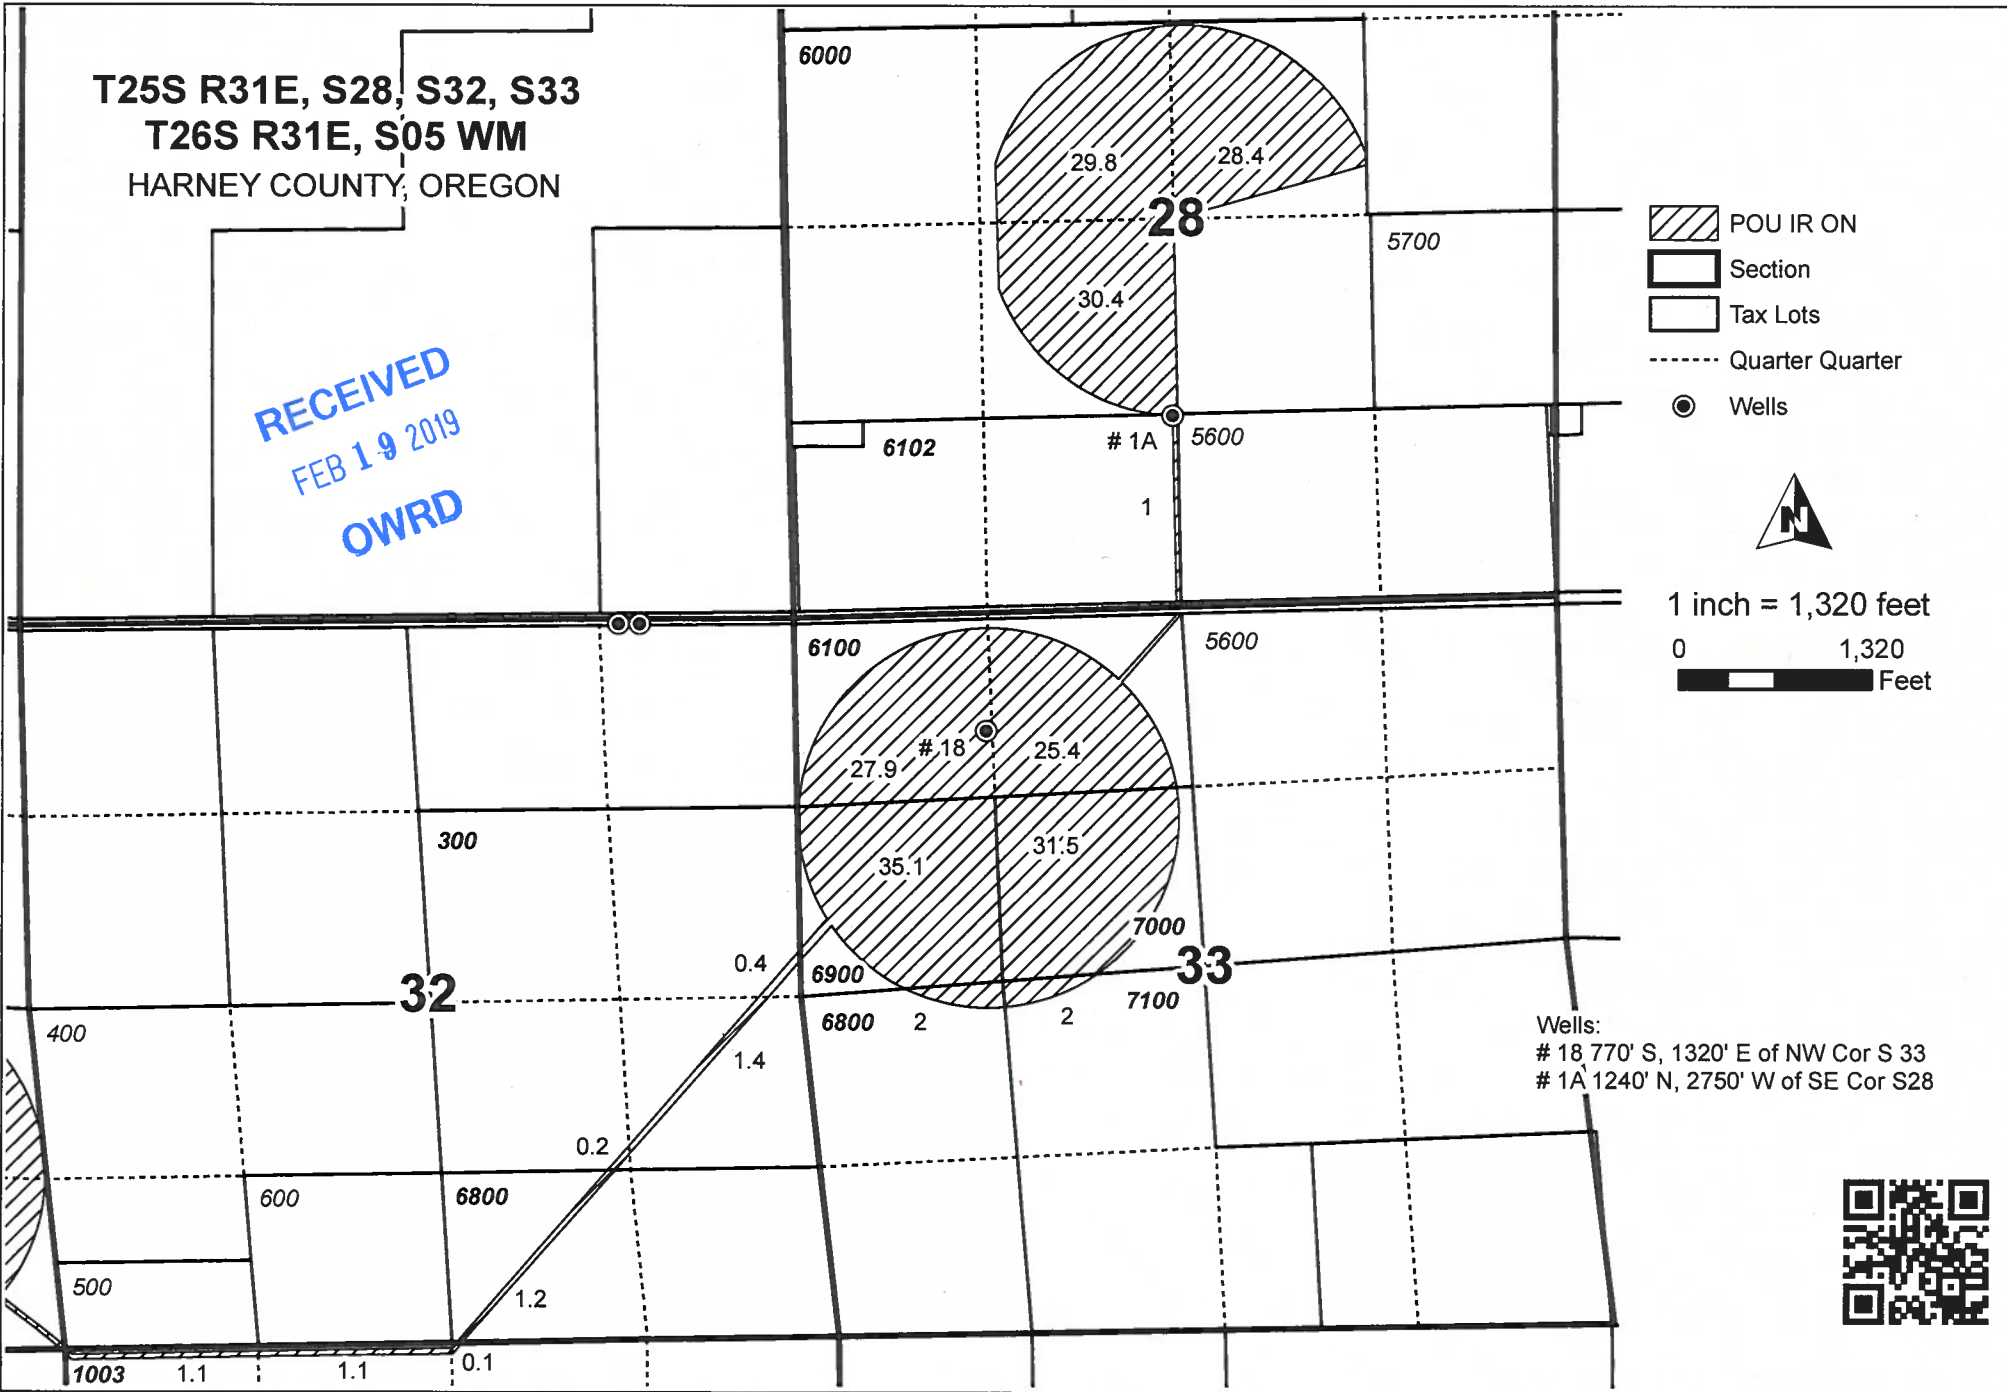 T25S R31E, S28, S32, S33
T26S R31E, S05 WM
HARNEY COUNTY, OREGON
RECEIVED
FEB 19 2019
OWRD
6000
29.8
28.4
28
30.4
5700
6102
# 1A
5600
1
POU IR ON
Section
Tax Lots
Quarter Quarter
Wells
N
1 inch = 1,320 feet
0 1,320
Feet
6100
5600
# 18
27.9
25.4
300
35.1
31.5
7000
0.4
6900
33
32
7100
400
6800
2
2
1.4
Wells:
# 18 770' S, 1320' E of NW Cor S 33
# 1A 1240' N, 2750' W of SE Cor S28
0.2
600
6800
500
1.2
1003
1.1
1.1
0.1